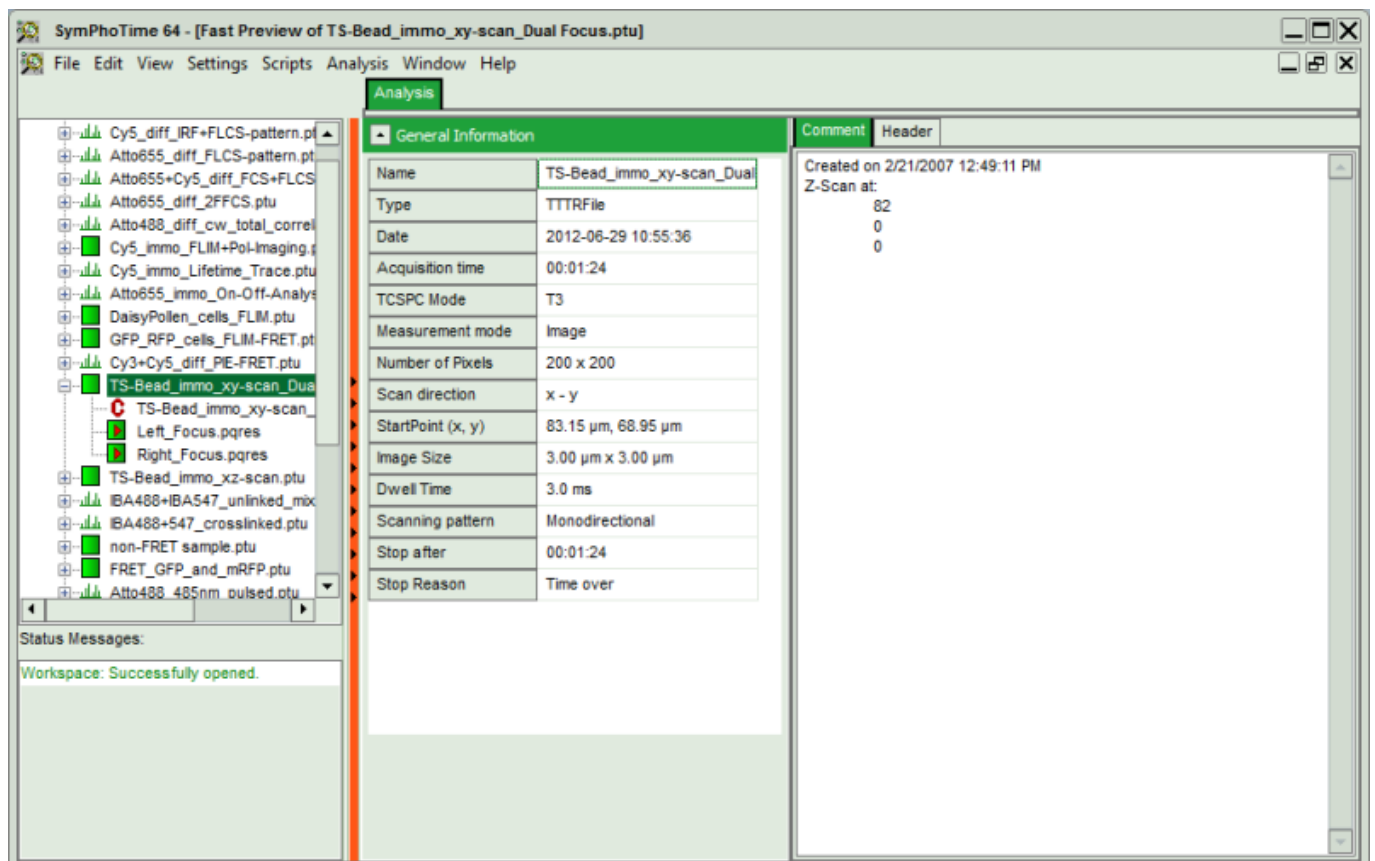 SymPhoTime 64 - [Fast Preview of TS-Bead_immo_xy-scan_Dual Focus.ptu]
File Edit View Settings Scripts Analysis Window Help
Analysis
Cy5_diff_IRF+FLCS-pattern.pt
Atto655_diff_FLCS-pattern.pt
Atto655+Cy5_diff_FCS+FLCS
Atto655_diff_2FFCS.ptu
Atto488_diff_cw_total_correl
Cy5_immo_FLIM+Pol-Imaging.p
Cy5_immo_Lifetime_Trace.ptu
Atto655_immo_On-Off-Analys
DaisyPollen_cells_FLIM.ptu
GFP_RFP_cells_FLIM-FRET.pt
Cy3+Cy5_diff_PIE-FRET.ptu
TS-Bead_immo_xy-scan_Dua
C TS-Bead_immo_xy-scan_
Left_Focus.pqres
Right_Focus.pqres
TS-Bead_immo_xz-scan.ptu
IBA488+IBA547_unlinked_mix
IBA488+547_crosslinked.ptu
non-FRET sample.ptu
FRET_GFP_and_mRFP.ptu
Atto488_485nm_pulsed.ptu
Status Messages:
Workspace: Successfully opened.
General Information
Name TS-Bead_immo_xy-scan_Dual
Type TTTRFile
Date 2012-06-29 10:55:36
Acquisition time 00:01:24
TCSPC Mode T3
Measurement mode Image
Number of Pixels 200 x 200
Scan direction x - y
StartPoint (x, y) 83.15 µm, 68.95 µm
Image Size 3.00 µm x 3.00 µm
Dwell Time 3.0 ms
Scanning pattern Monodirectional
Stop after 00:01:24
Stop Reason Time over
Comment Header
Created on 2/21/2007 12:49:11 PM
Z-Scan at:
82
0
0